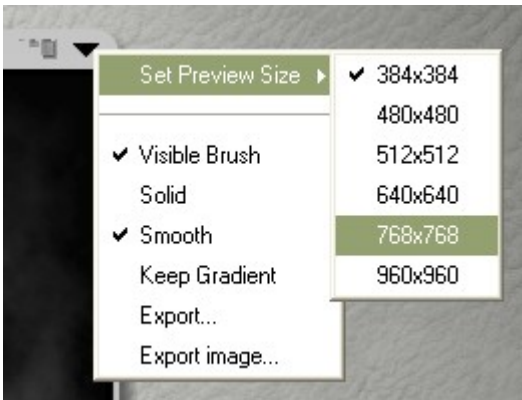 Set Preview Size
Visible Brush
Solid
Smooth
Keep Gradient
Export...
Export image...
384x384
480x480
512x512
640x640
768x768
960x960